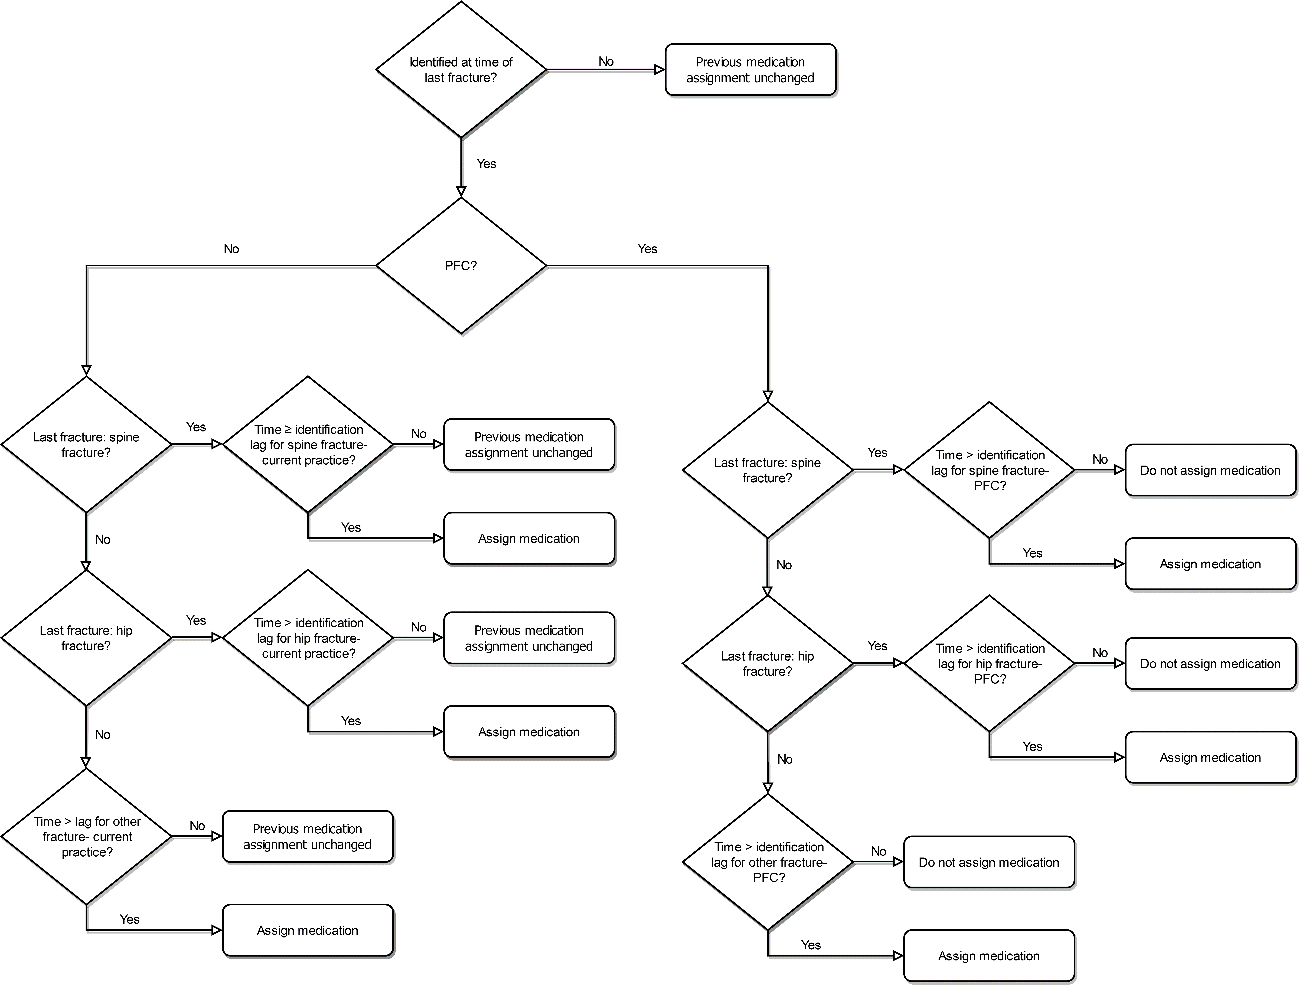 Identified at time of
last fracture?
No
Previous medication
assignment unchanged
Yes
PFC?
No
Yes
Last fracture: spine
fracture?
Yes
Time ≥ identification
lag for spine fracture-
current practice?
No
Previous medication
assignment unchanged
Yes
Assign medication
No
Last fracture: hip
fracture?
Yes
Time > identification
lag for hip fracture-
current practice?
No
Previous medication
assignment unchanged
Yes
Assign medication
No
Time > lag for other
fracture- current
practice?
No
Previous medication
assignment unchanged
Yes
Assign medication
Last fracture: spine
fracture?
Yes
Time > identification
lag for spine fracture-
PFC?
No
Do not assign medication
Yes
Assign medication
No
Last fracture: hip
fracture?
Yes
Time > identification
lag for hip fracture-
PFC?
No
Do not assign medication
Yes
Assign medication
No
Time > identification
lag for other fracture-
PFC?
No
Do not assign medication
Yes
Assign medication